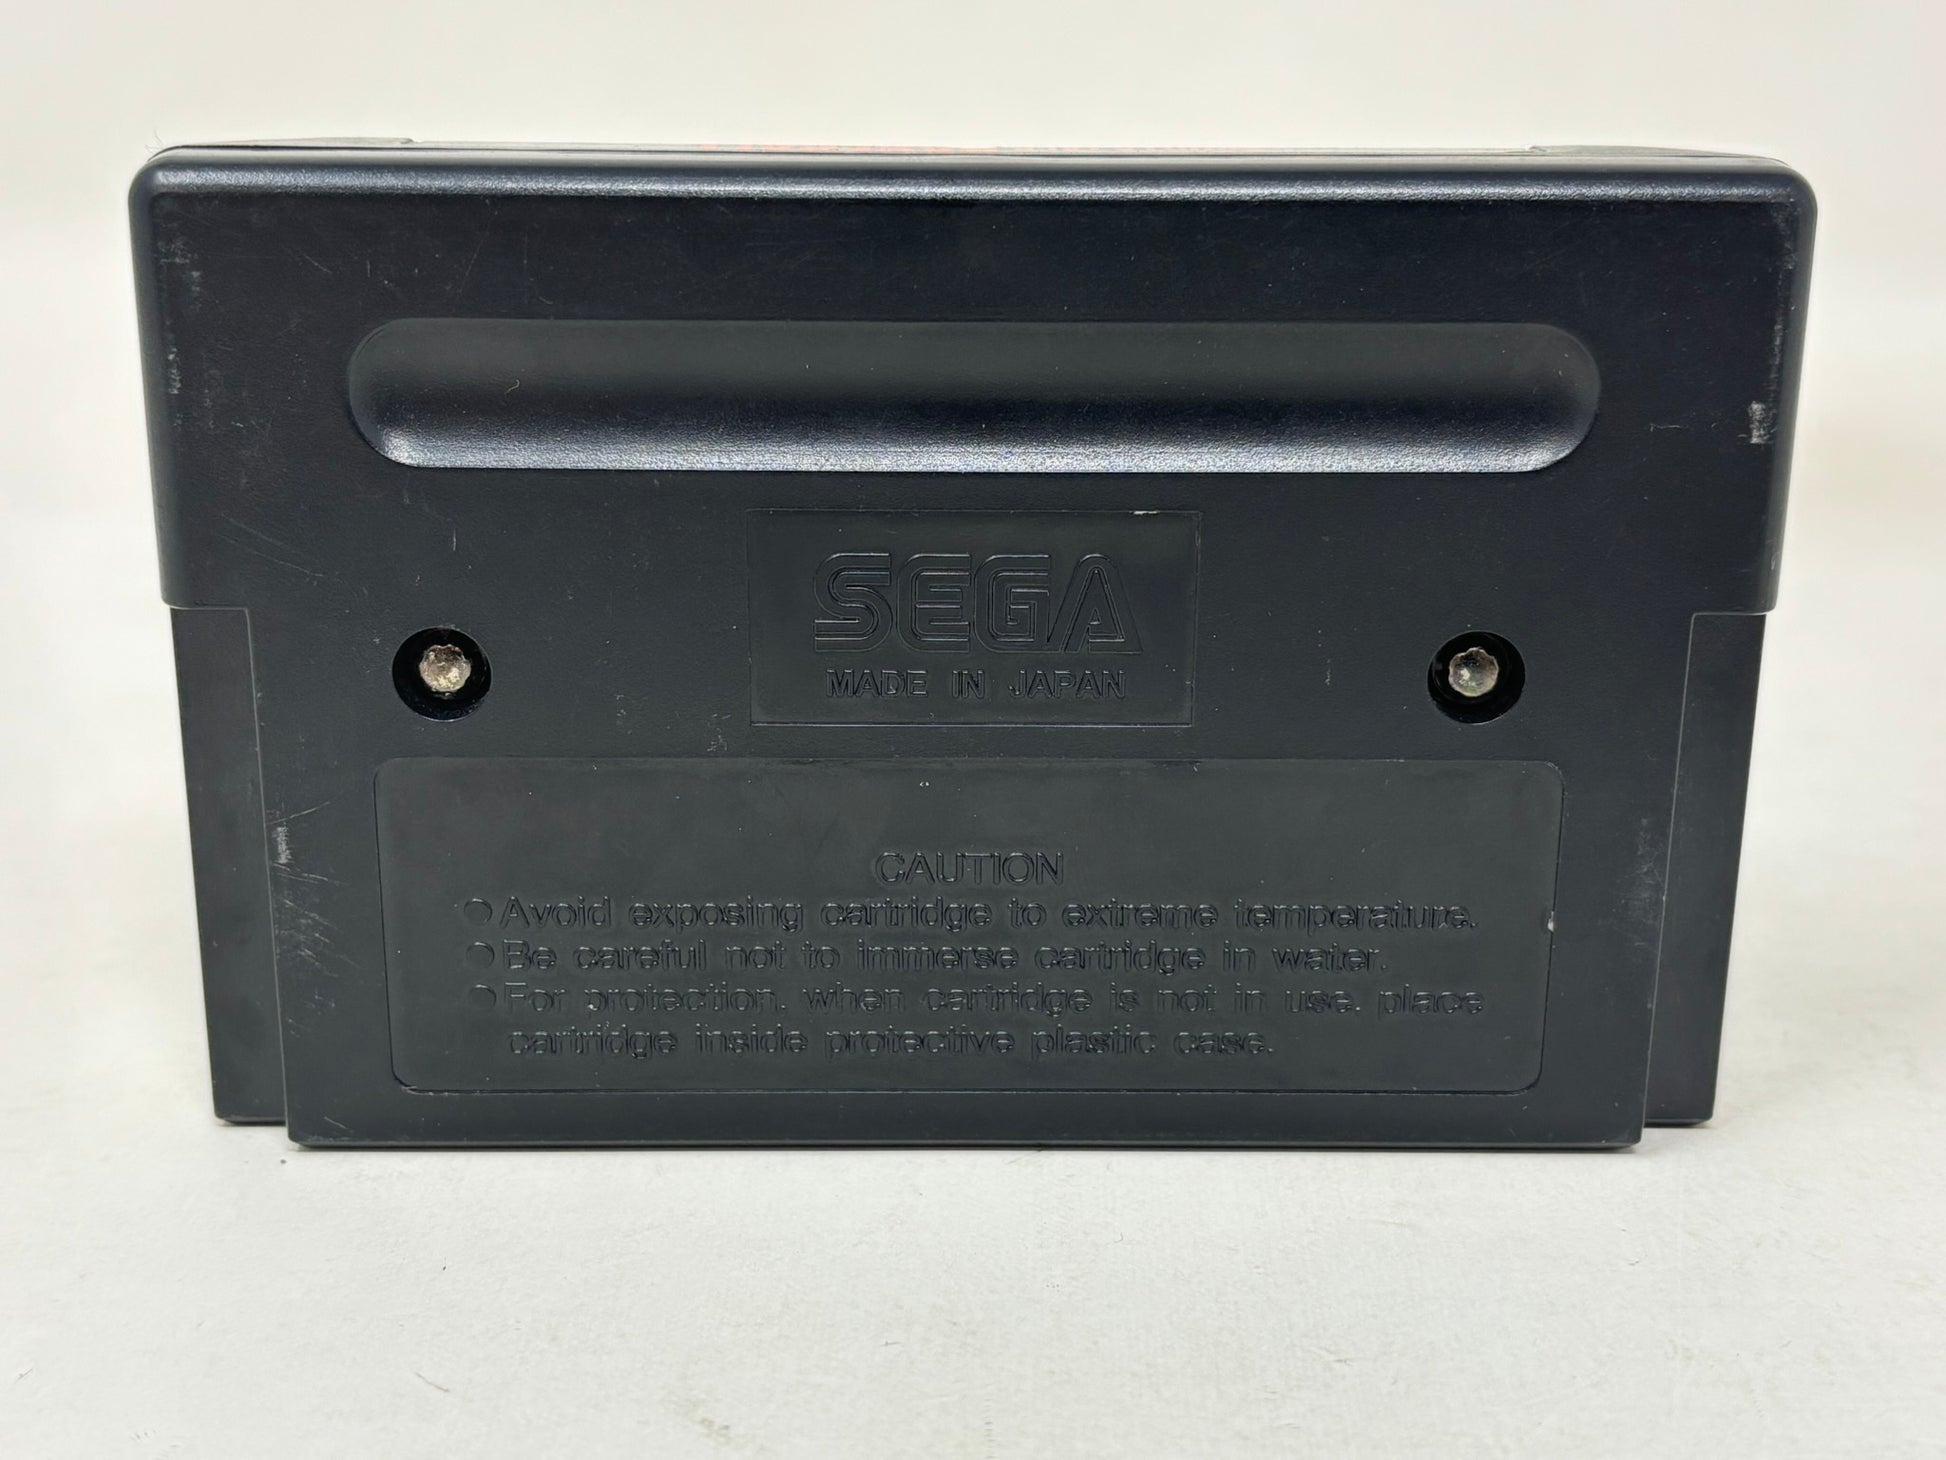 SEGA
MADE IN JAPAN
CAUTION
●Avoid exposing cartridge to extreme temperature.
●Be careful not to immerse cartridge in water.
●For protection, when cartridge is not in use, place
cartridge inside protective plastic case.